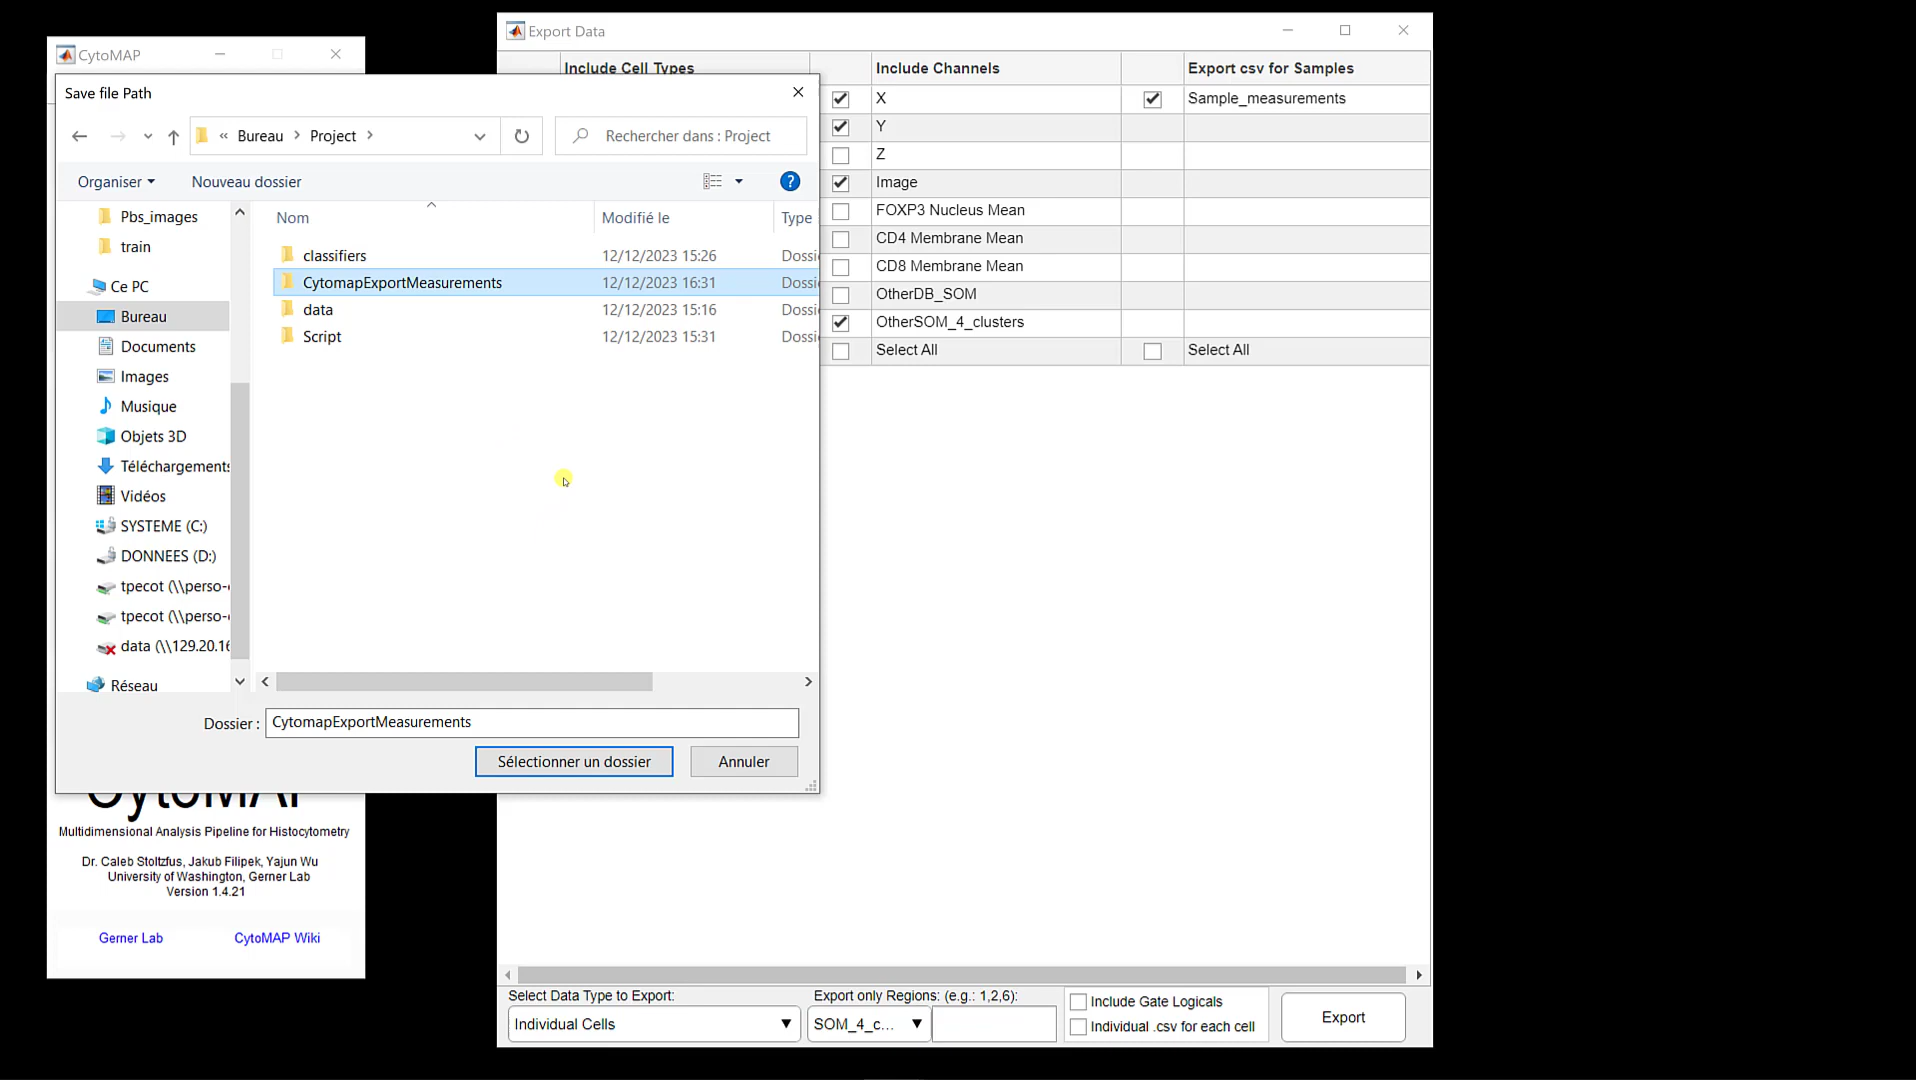 CytoMAP
Save file Path
Bureau
Project
Rechercher dans : Project
Organiser
Nouveau dossier
Pbs_images
train
Ce PC
Bureau
Documents
Images
Musique
Objets 3D
Téléchargements
Vidéos
SYSTEME (C:)
DONNEES (D:)
tpecot (\\perso-
tpecot (\\perso-
data (\\129.20.16
Réseau
Nom
Modifié le
Type
classifiers
12/12/2023 15:26
Dossi
CytomapExportMeasurements
12/12/2023 16:31
Dossi
data
12/12/2023 15:16
Dossi
Script
12/12/2023 15:31
Dossi
Dossier :
CytomapExportMeasurements
Sélectionner un dossier
Annuler
CytoMAP
Multidimensional Analysis Pipeline for Histocytometry
Dr. Caleb Stoltzfus, Jakub Filipek, Yajun Wu
University of Washington, Gerner Lab
Version 1.4.21
Gerner Lab
CytoMAP Wiki
Export Data
Include Cell Types
Include Channels
Export csv for Samples
X
Sample_measurements
Y
Z
Image
FOXP3 Nucleus Mean
CD4 Membrane Mean
CD8 Membrane Mean
OtherDB_SOM
OtherSOM_4_clusters
Select All
Select All
Select Data Type to Export:
Individual Cells
Export only Regions: (e.g.: 1,2,6):
SOM_4_c...
Include Gate Logicals
Individual .csv for each cell
Export